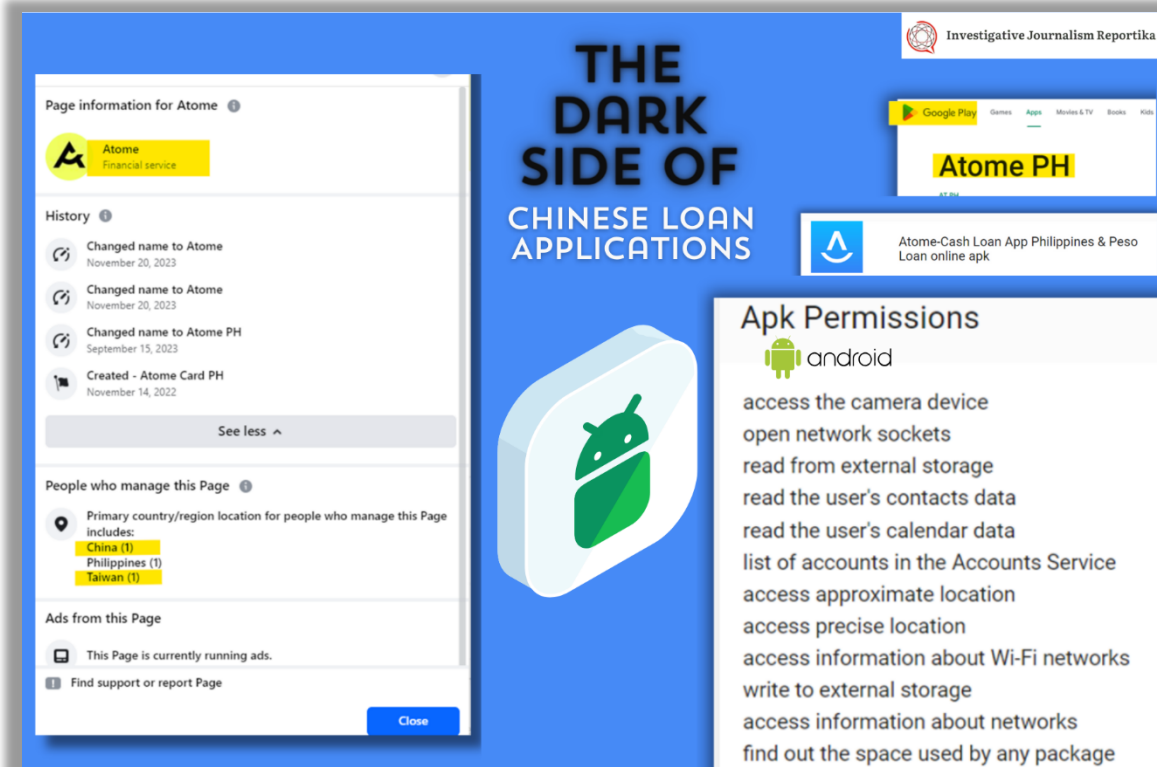 Investigative Journalism Reportika
THE
DARK
SIDE OF
CHINESE LOAN
APPLICATIONS
Page information for Atome
Atome
Financial service
History
Changed name to Atome
November 20, 2023
Changed name to Atome
November 20, 2023
Changed name to Atome PH
September 15, 2023
Created - Atome Card PH
November 14, 2022
See less
People who manage this Page
Primary country/region location for people who manage this Page
includes:
China (1)
Philippines (1)
Taiwan (1)
Ads from this Page
This Page is currently running ads.
Find support or report Page
Close
Google Play Games Apps Movies & TV Books Kids
Atome PH
Atome-Cash Loan App Philippines & Peso
Loan online apk
Apk Permissions
android
access the camera device
open network sockets
read from external storage
read the user's contacts data
read the user's calendar data
list of accounts in the Accounts Service
access approximate location
access precise location
access information about Wi-Fi networks
write to external storage
access information about networks
find out the space used by any package